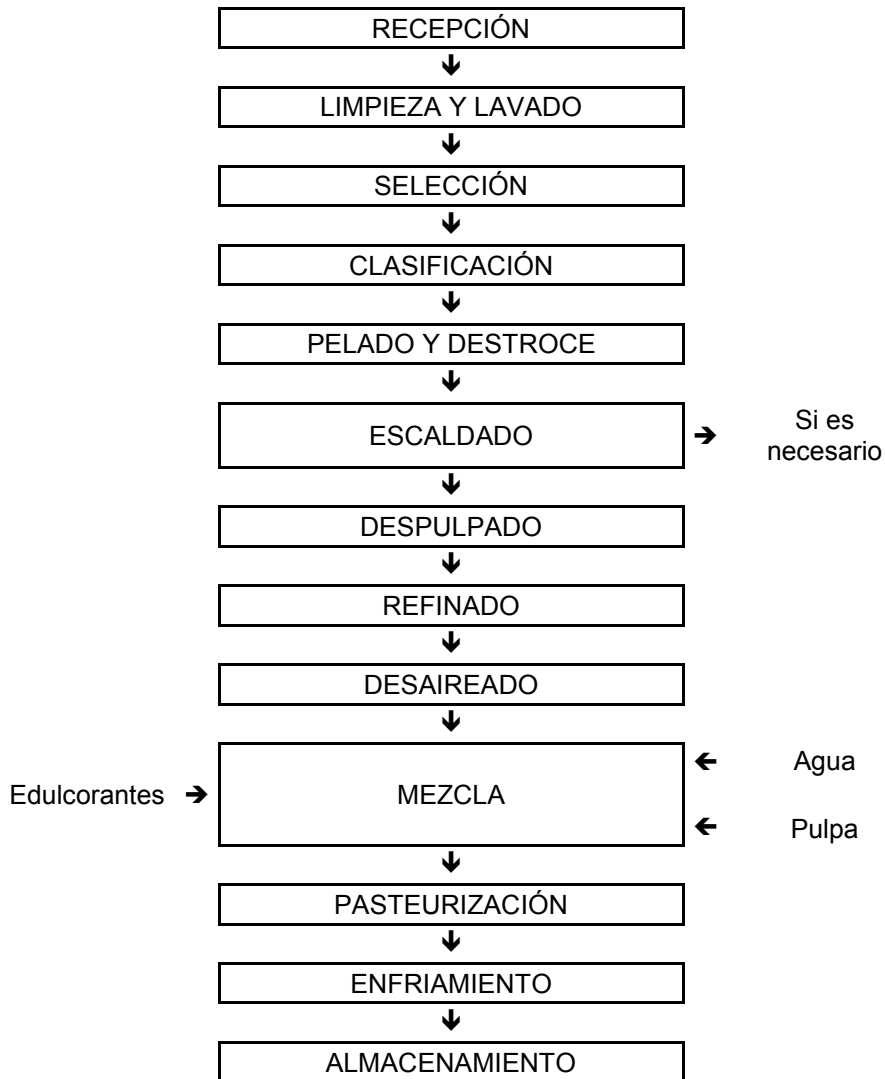 RECEPCIÓN
LIMPIEZA Y LAVADO
SELECCIÓN
CLASIFICACIÓN
PELADO Y DESTROCE
ESCALDADO
Si es
necesario
DESPULPADO
REFINADO
DESAIREADO
Edulcorantes
MEZCLA
Agua
Pulpa
PASTEURIZACIÓN
ENFRIAMIENTO
ALMACENAMIENTO